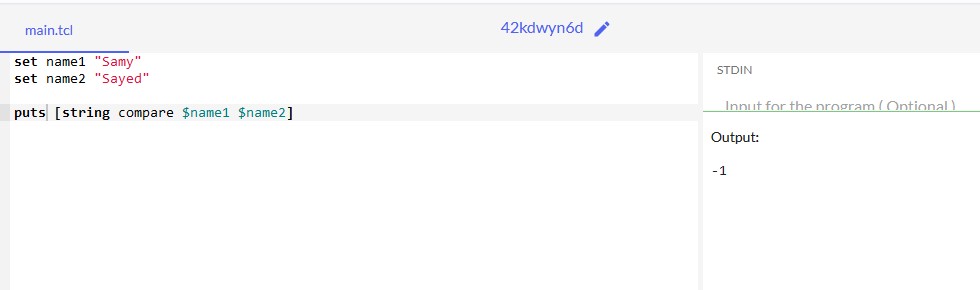 main.tcl
42kdwyn6d
set name1 "Samy"
set name2 "Sayed"
puts [string compare $name1 $name2]
STDIN
Input for the program ( Optional )
Output:
-1